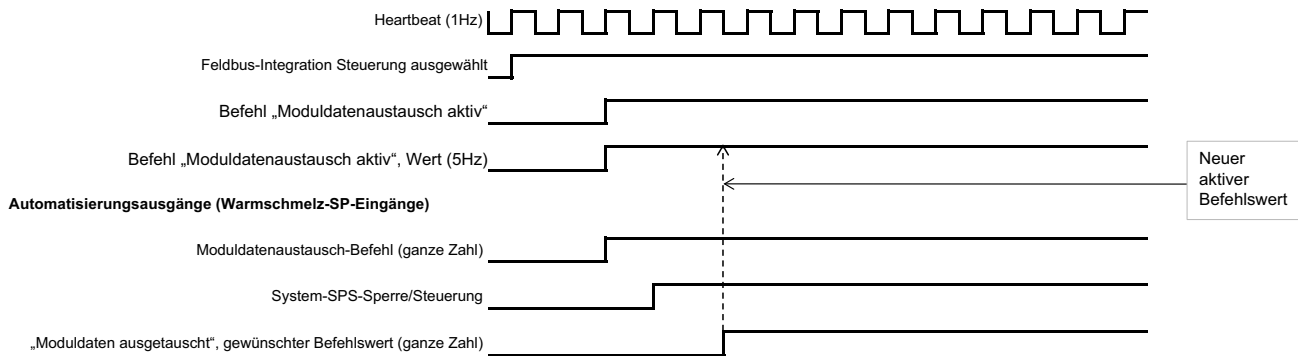 Heartbeat (1Hz)
Feldbus-Integration Steuerung ausgewählt
Befehl „Moduldatenaustausch aktiv“
Befehl „Moduldatenaustausch aktiv“, Wert (5Hz)
Neuer
aktiver
Befehlswert
Automatisierungsausgänge (Warmschmelz-SP-Eingänge)
Moduldatenaustausch-Befehl (ganze Zahl)
System-SPS-Sperre/Steuerung
„Moduldaten ausgetauscht“, gewünschter Befehlswert (ganze Zahl)